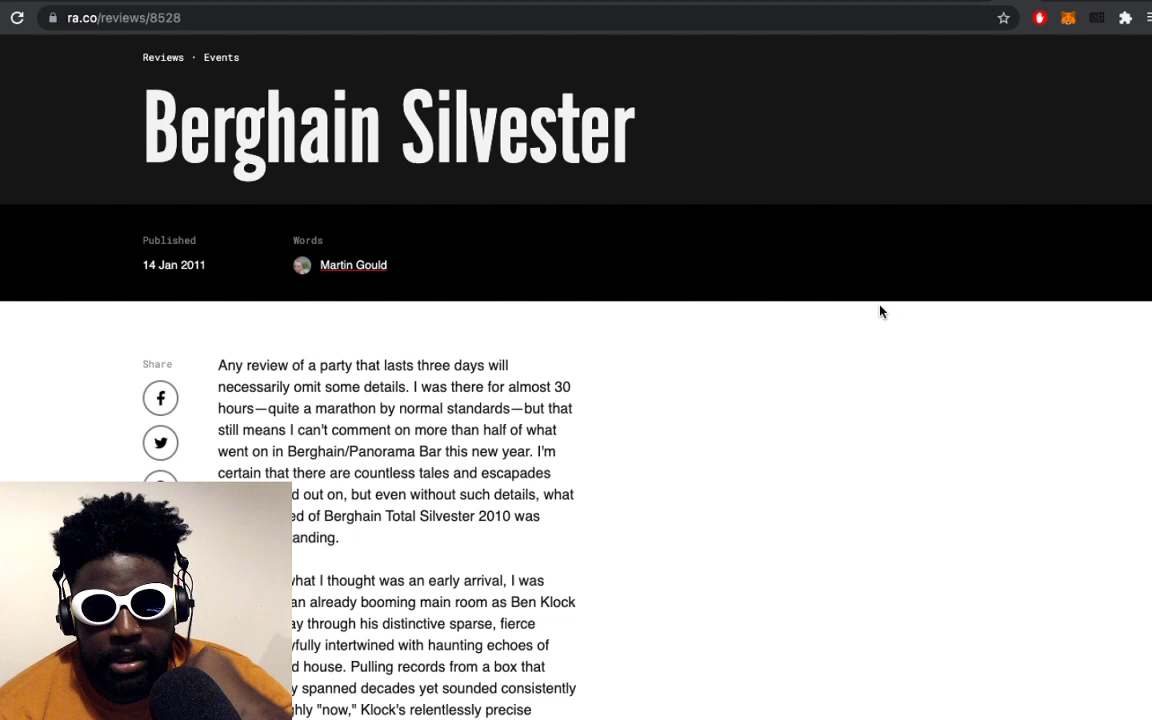 ra.co/reviews/8528
Reviews · Events
Berghain Silvester
Published
Words
14 Jan 2011
Martin Gould
Share
Any review of a party that lasts three days will
necessarily omit some details. I was there for almost 30
hours—quite a marathon by normal standards—but that
still means I can't comment on more than half of what
went on in Berghain/Panorama Bar this new year. I'm
certain that there are countless tales and escapades
out on, but even without such details, what
of Berghain Total Silvester 2010 was
what I thought was an early arrival, I was
an already booming main room as Ben Klock
through his distinctive sparse, fierce
intertwined with haunting echoes of
house. Pulling records from a box that
spanned decades yet sounded consistently
"now," Klock's relentlessly precise